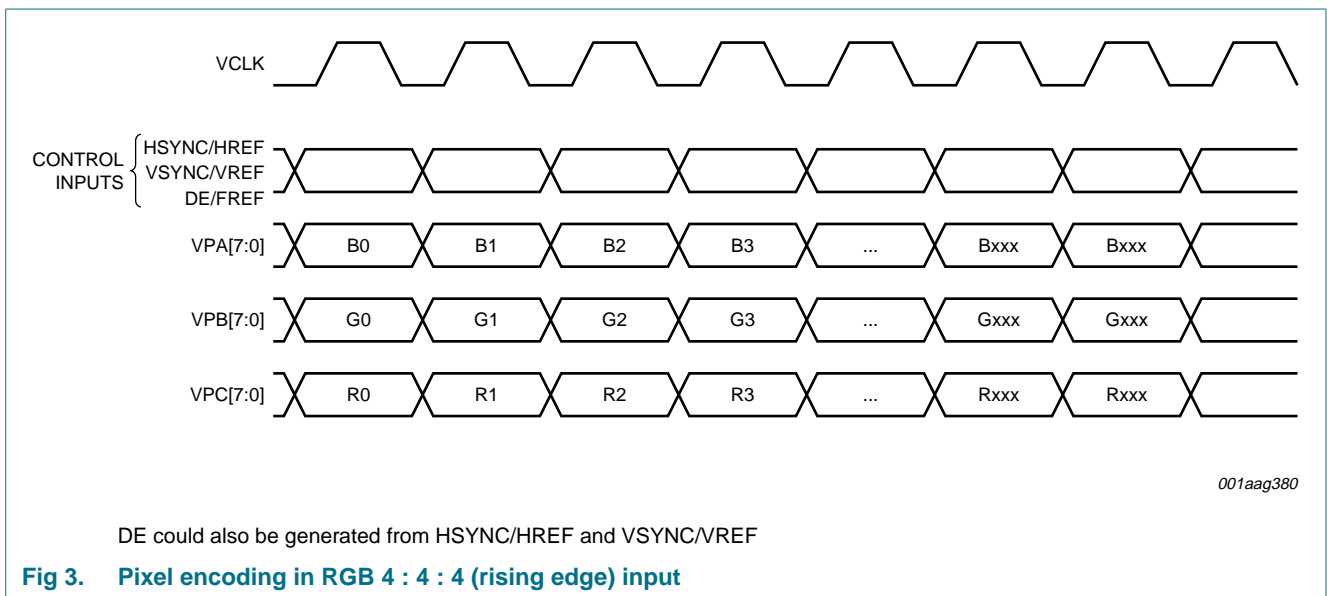 VCLK
CONTROL INPUTS
HSYNC/HREF
VSYNC/VREF
DE/FREF
VPA[7:0] B0 B1 B2 B3 ... Bxxx Bxxx
VPB[7:0] G0 G1 G2 G3 ... Gxxx Gxxx
VPC[7:0] R0 R1 R2 R3 ... Rxxx Rxxx
001aag380
DE could also be generated from HSYNC/HREF and VSYNC/VREF
Fig 3. Pixel encoding in RGB 4 : 4 : 4 (rising edge) input